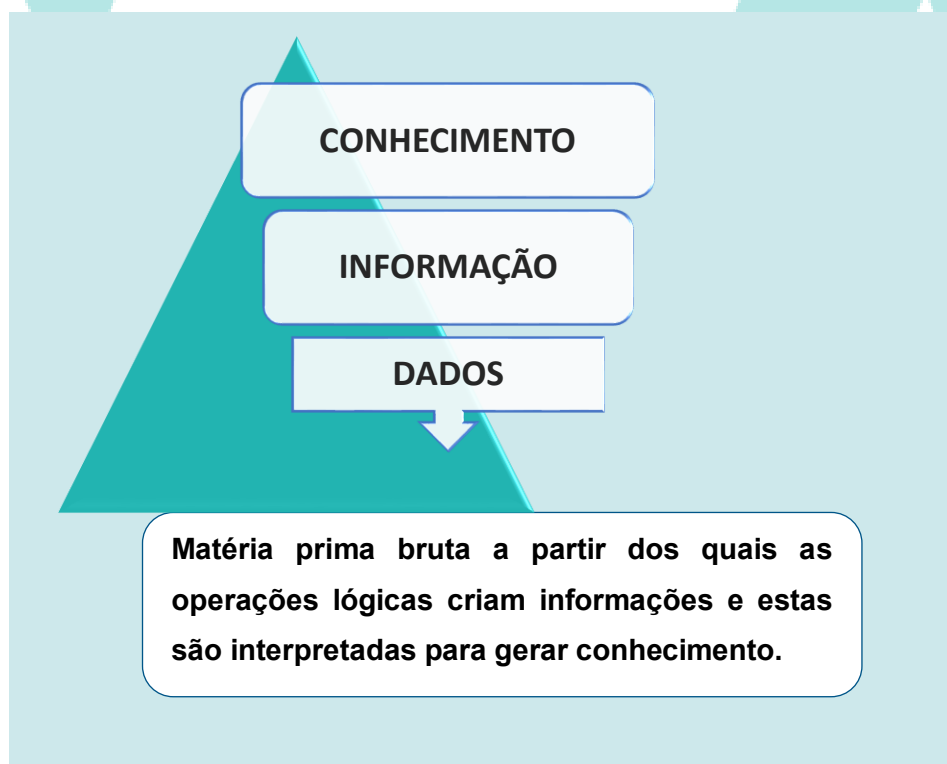 CONHECIMENTO
INFORMAÇÃO
DADOS
Matéria prima bruta a partir dos quais as
operações lógicas criam informações e estas
são interpretadas para gerar conhecimento.